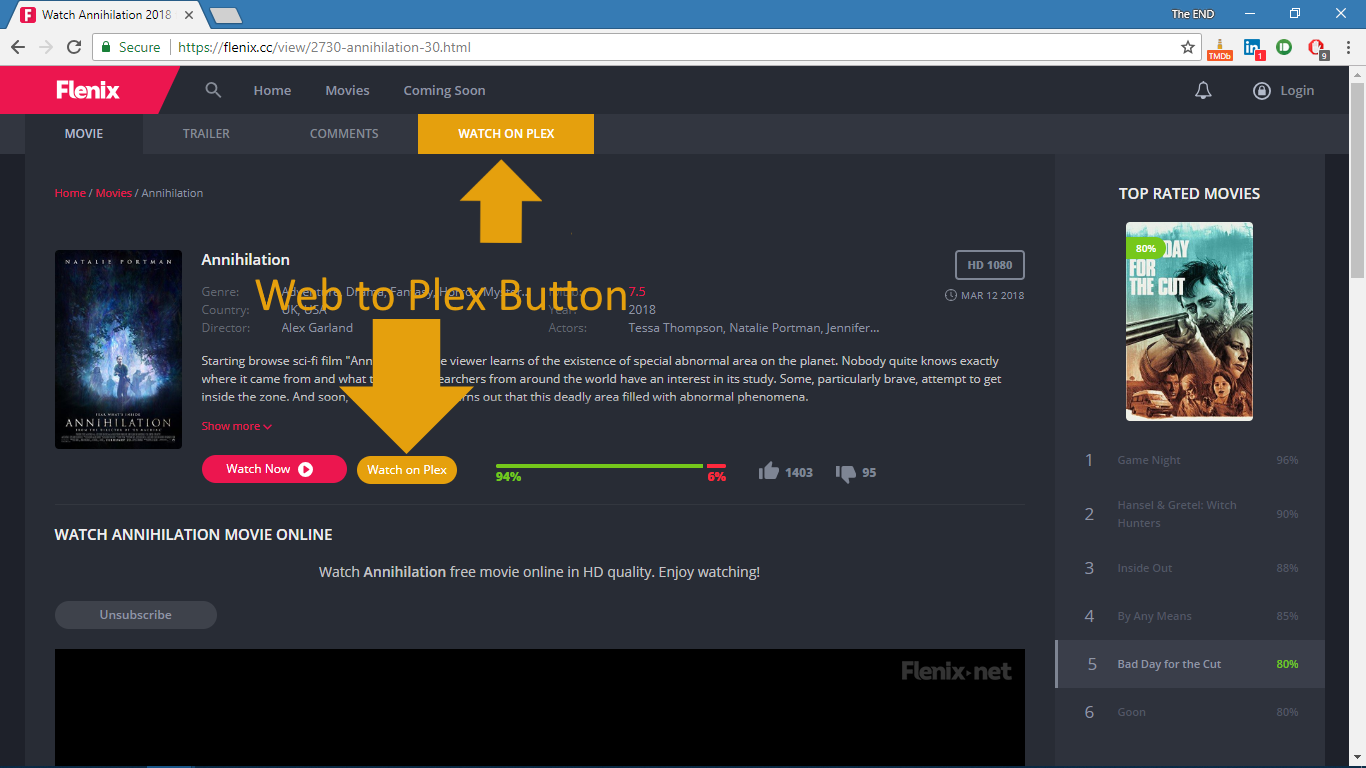 Watch Annihilation 2018
The END
Secure
https://flenix.cc/view/2730-annihilation-30.html
TMDb
1
9
Flenix
Home
Movies
Coming Soon
Login
MOVIE
TRAILER
COMMENTS
WATCH ON PLEX
Home / Movies / Annihilation
NATALIE PORTMAN
ANNIHILATION
Annihilation
HD 1080
MAR 12 2018
Web to Plex Button
Genre: Adventure, Drama, Fantasy, Horror, Myste...
7.5
Country: UK, USA
Year: 2018
Director: Alex Garland
Actors: Tessa Thompson, Natalie Portman, Jennifer...
Starting browse sci-fi film "Ann e viewer learns of the existence of special abnormal area on the planet. Nobody quite knows exactly
where it came from and what t earchers from around the world have an interest in its study. Some, particularly brave, attempt to get
inside the zone. And soon, rns out that this deadly area filled with abnormal phenomena.
Show more
Watch Now
Watch on Plex
94%
6%
1403
95
WATCH ANNIHILATION MOVIE ONLINE
Watch Annihilation free movie online in HD quality. Enjoy watching!
Unsubscribe
Flenix.net
TOP RATED MOVIES
80%
DAY
FOR
THE CUT
1 Game Night 96%
2 Hansel & Gretel: Witch
Hunters 90%
3 Inside Out 88%
4 By Any Means 85%
5 Bad Day for the Cut 80%
6 Goon 80%